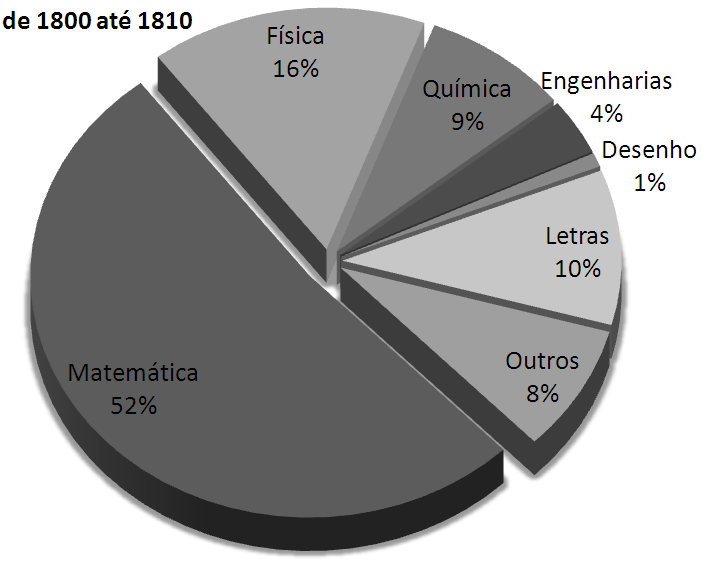 de 1800 até 1810
Física
16%
Química
9%
Engenharias
4%
Desenho
1%
Letras
10%
Outros
8%
Matemática
52%